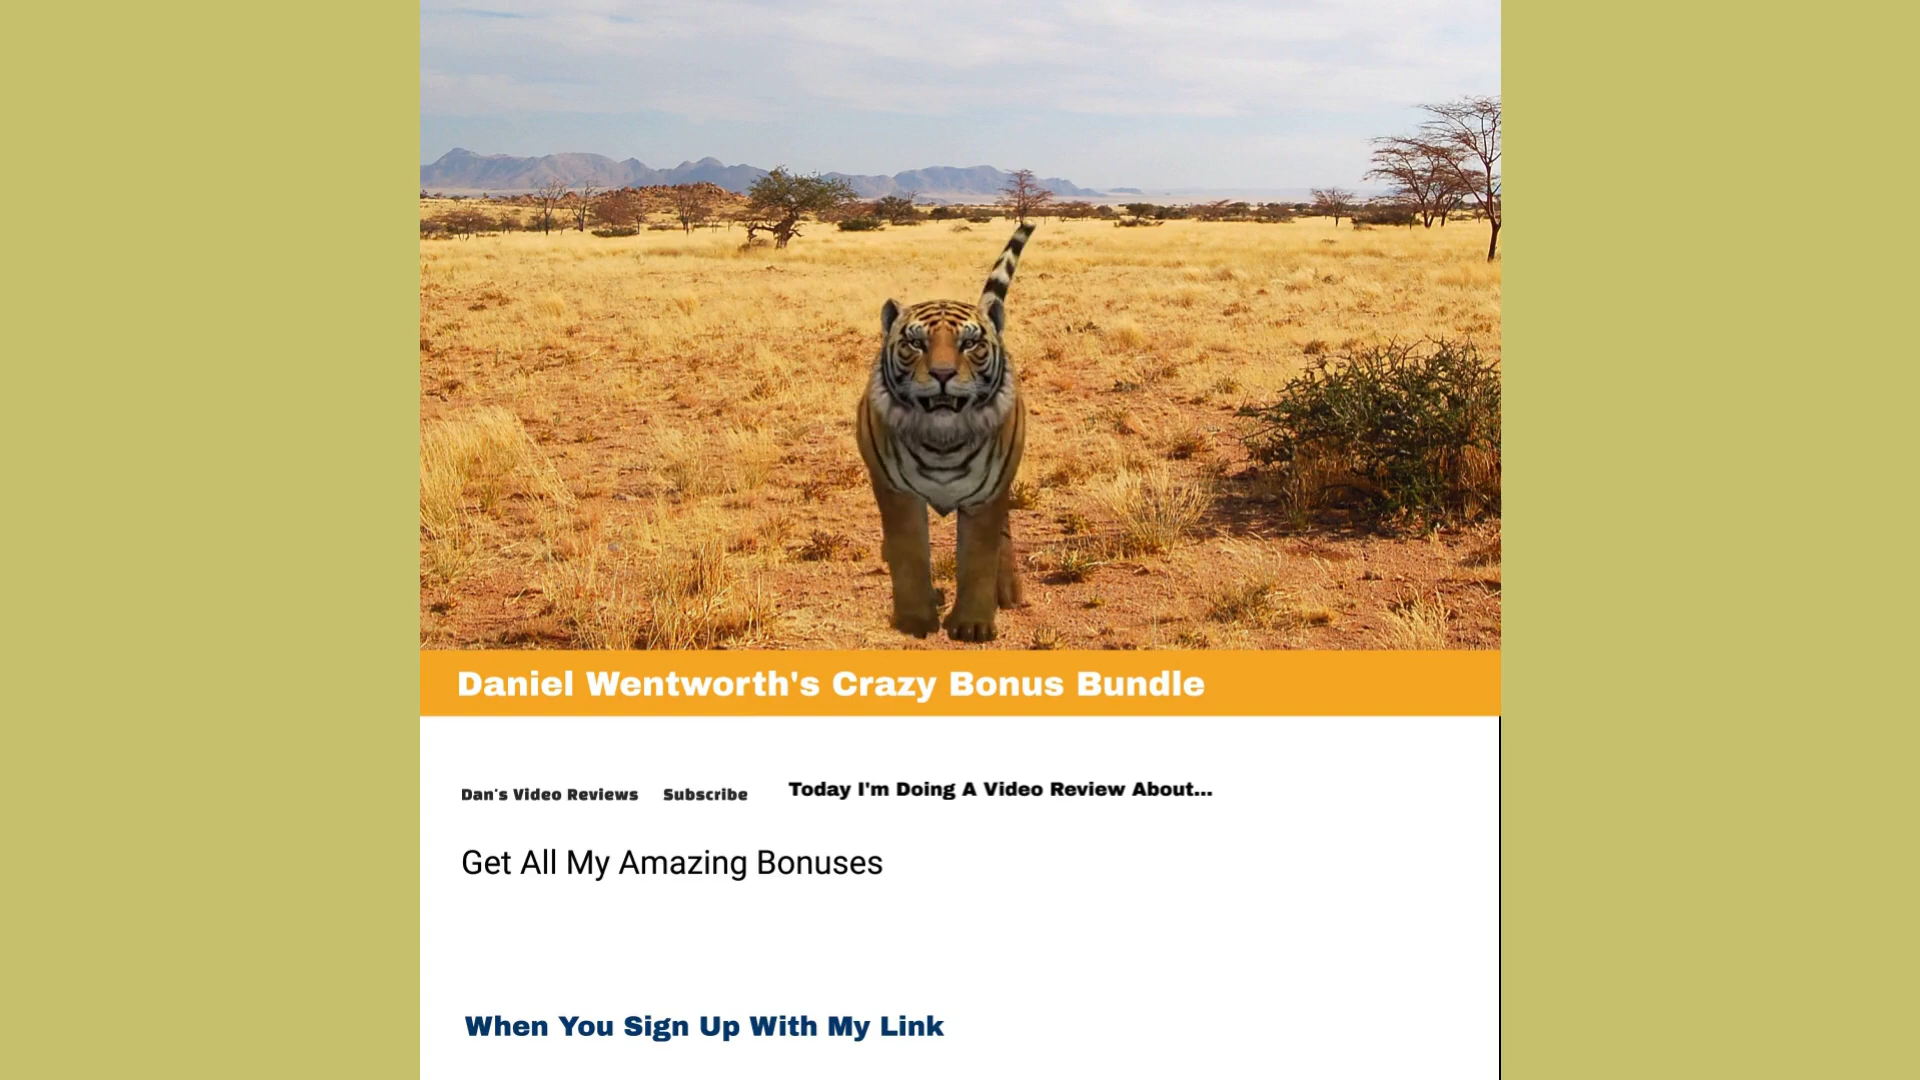 Daniel Wentworth's Crazy Bonus Bundle
Dan's Video Reviews Subscribe Today I'm Doing A Video Review About...
Get All My Amazing Bonuses
When You Sign Up With My Link